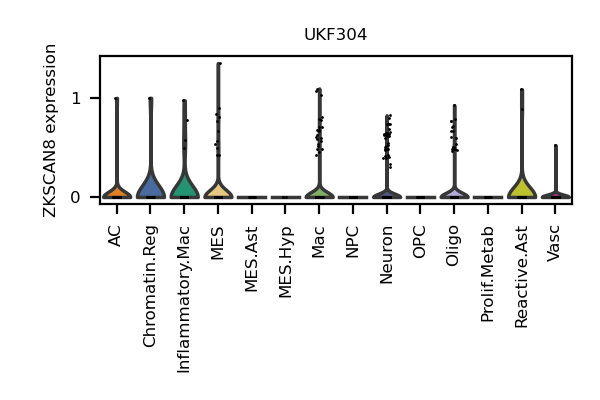 UKF304
ZKSCAN8 expression
1
0
AC
Chromatin.Reg
Inflammatory.Mac
MES
MES.Ast
MES.Hyp
Mac
NPC
Neuron
OPC
Oligo
Prolif.Metab
Reactive.Ast
Vasc